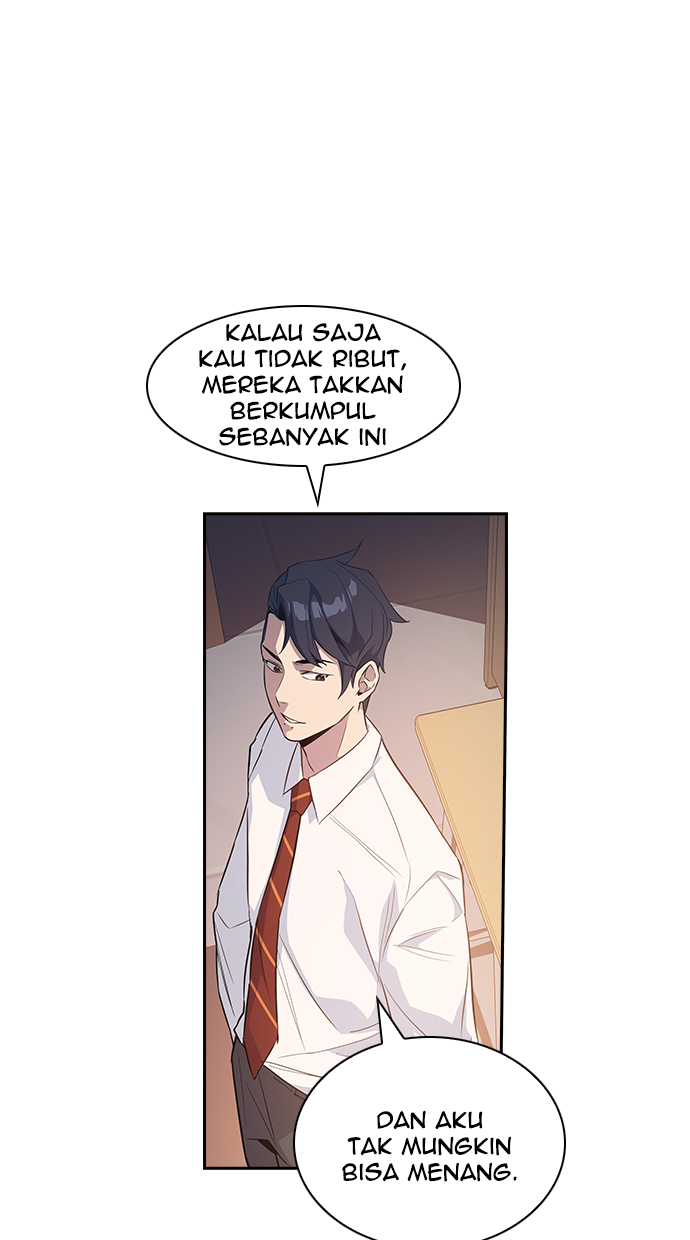 KALAU SAJA
KAU TIDAK RIBUT,
MEREKA TAKKAN
BERKUMPUL
SEBANYAK INI
DAN AKU
TAK MUNGKIN
BISA MENANG.